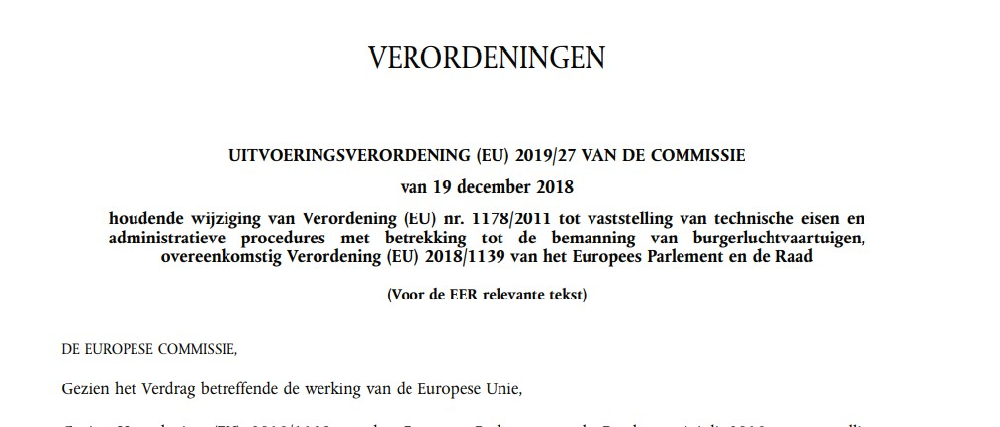 VERORDENINGEN
UITVOERINGSVERORDENING (EU) 2019/27 VAN DE COMMISSIE
van 19 december 2018
houdende wijziging van Verordening (EU) nr. 1178/2011 tot vaststelling van technische eisen en
administratieve procedures met betrekking tot de bemanning van burgerluchtvaartuigen,
overeenkomstig Verordening (EU) 2018/1139 van het Europees Parlement en de Raad
(Voor de EER relevante tekst)
DE EUROPESE COMMISSIE,
Gezien het Verdrag betreffende de werking van de Europese Unie,